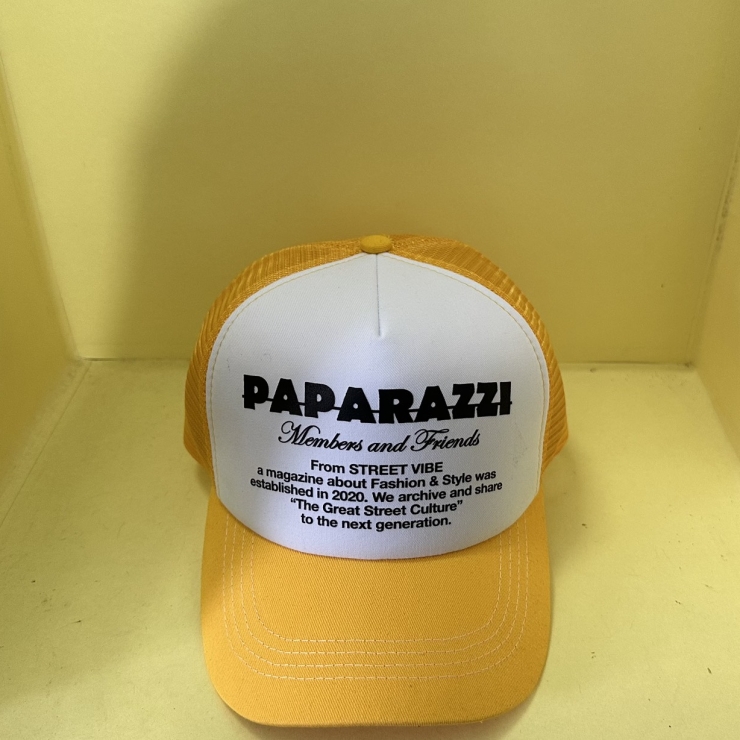 PAPARAZZI
Members and Friends
From STREET VIBE
a magazine about Fashion & Style was
established in 2020. We archive and share
“The Great Street Culture”
to the next generation.